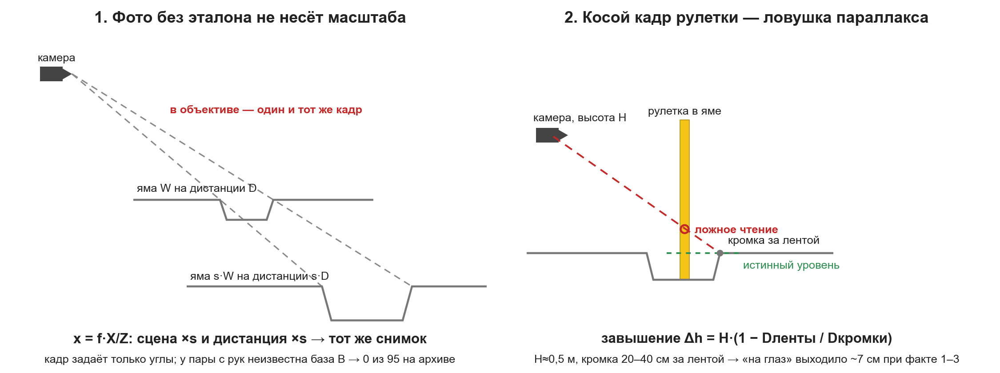 1. Фото без эталона не несёт масштаба
камера
в объективе — один и тот же кадр
яма W на дистанции D
яма s·W на дистанции s·D
x = f·X/Z: сцена ×s и дистанция ×s → тот же снимок
кадр задаёт только углы; у пары с рук неизвестна база B → 0 из 95 на архиве
2. Косой кадр рулетки — ловушка параллакса
рулетка в яме
камера, высота H
ложное чтение
кромка за лентой
истинный уровень
завышение Δh = H·(1 − Dленты / Dкромки)
H≈0,5 м, кромка 20–40 см за лентой → «на глаз» выходило ~7 см при факте 1–3